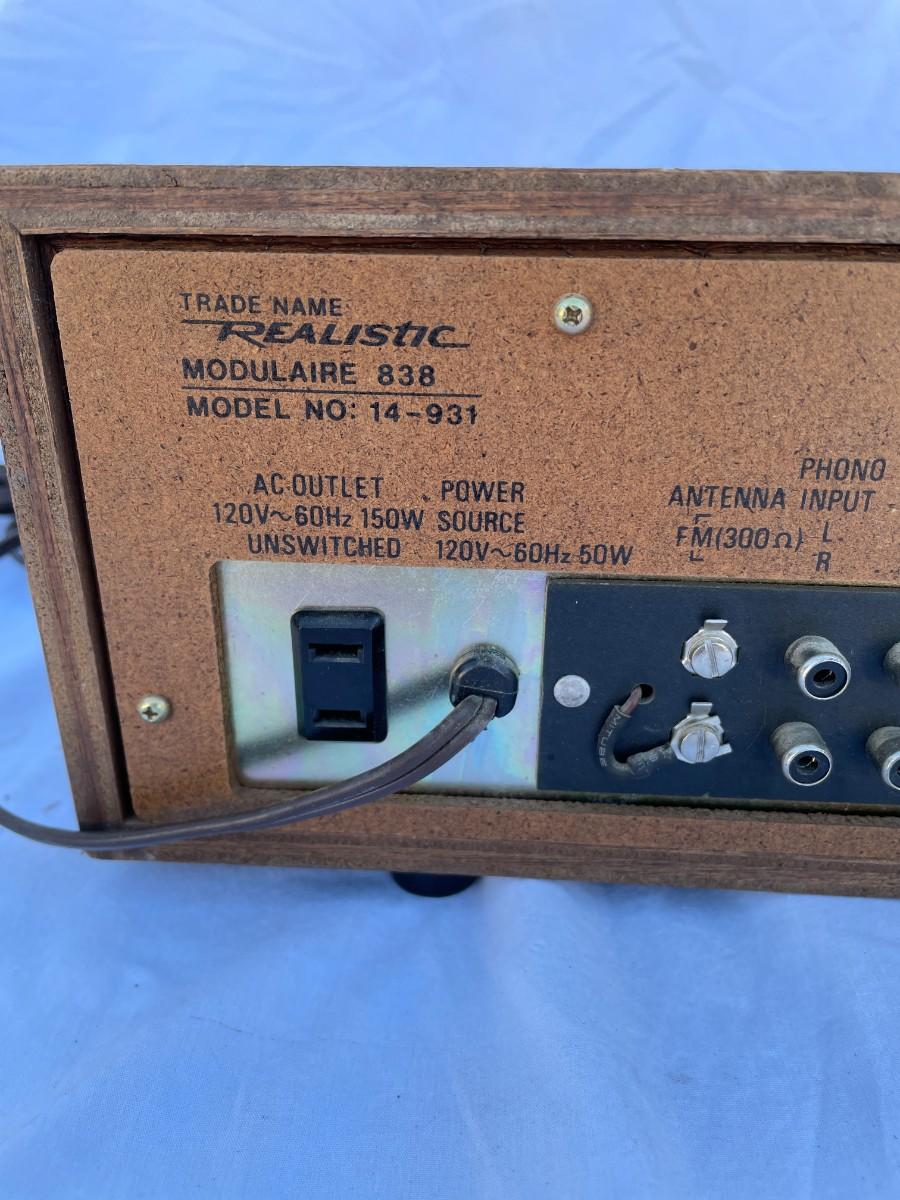 TRADE NAME:
REALISTIC
MODULAIRE 838
MODEL NO: 14-931
AC OUTLET
120V~60Hz 150W
UNSWITCHED
POWER
SOURCE
120V~60Hz 50W
ANTENNA
FM(300Ω)
PHONO
INPUT
L
R